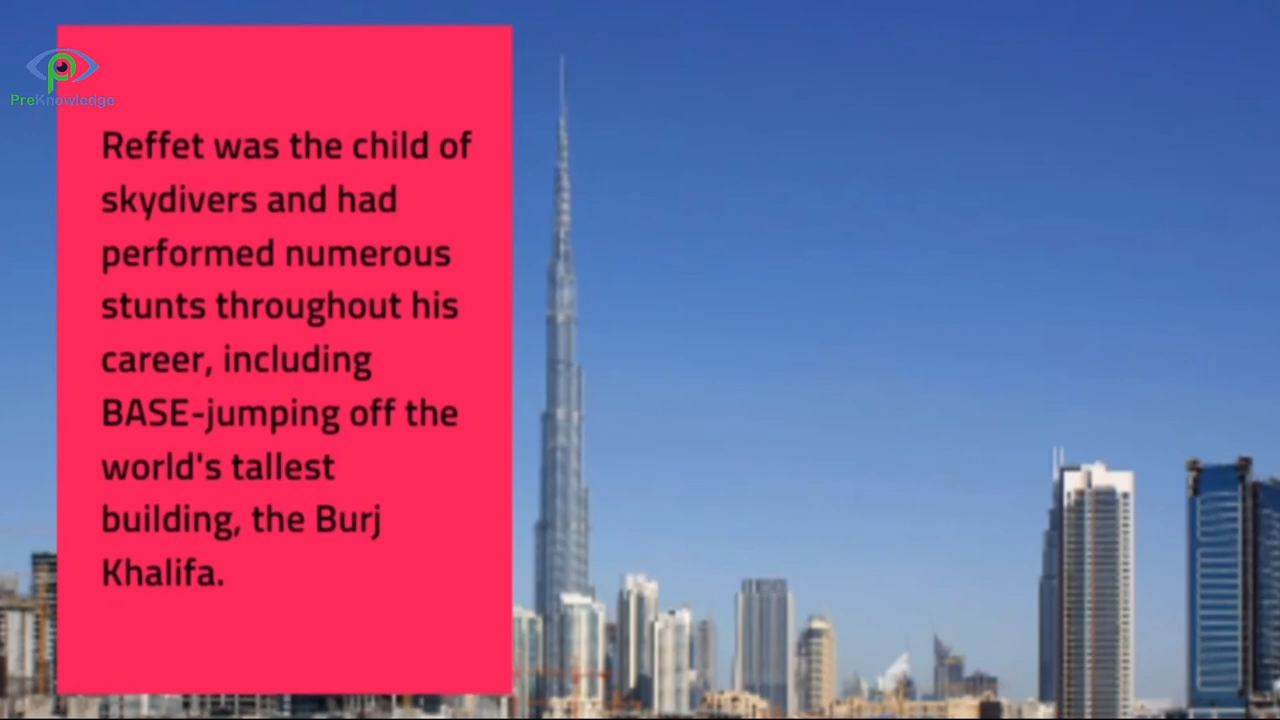 PreKnowledge
Reffet was the child of
skydivers and had
performed numerous
stunts throughout his
career, including
BASE-jumping off the
world's tallest
building, the Burj
Khalifa.